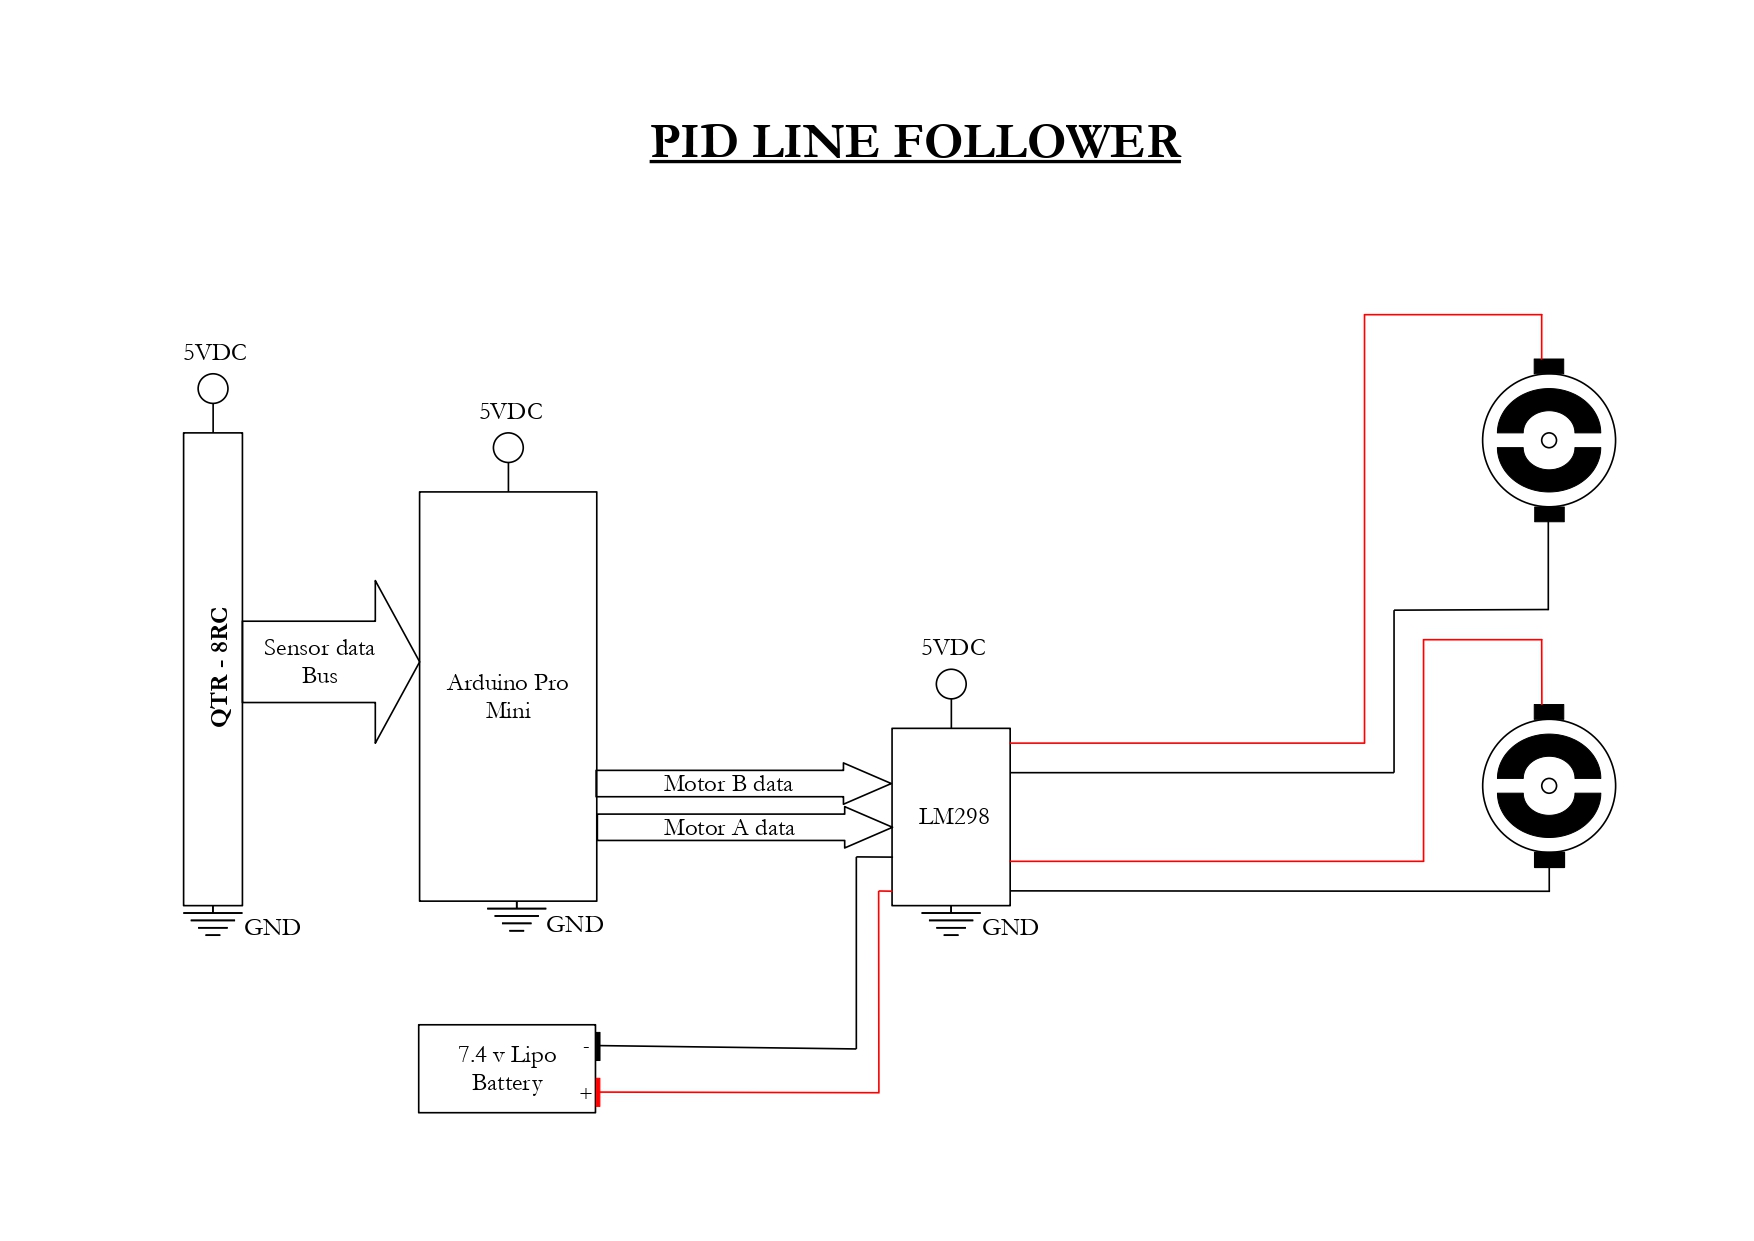 PID LINE FOLLOWER
5VDC
QTR - 8RC
GND
Sensor data
Bus
5VDC
Arduino Pro
Mini
GND
Motor B data
Motor A data
5VDC
LM298
GND
7.4 v Lipo
Battery
-
+